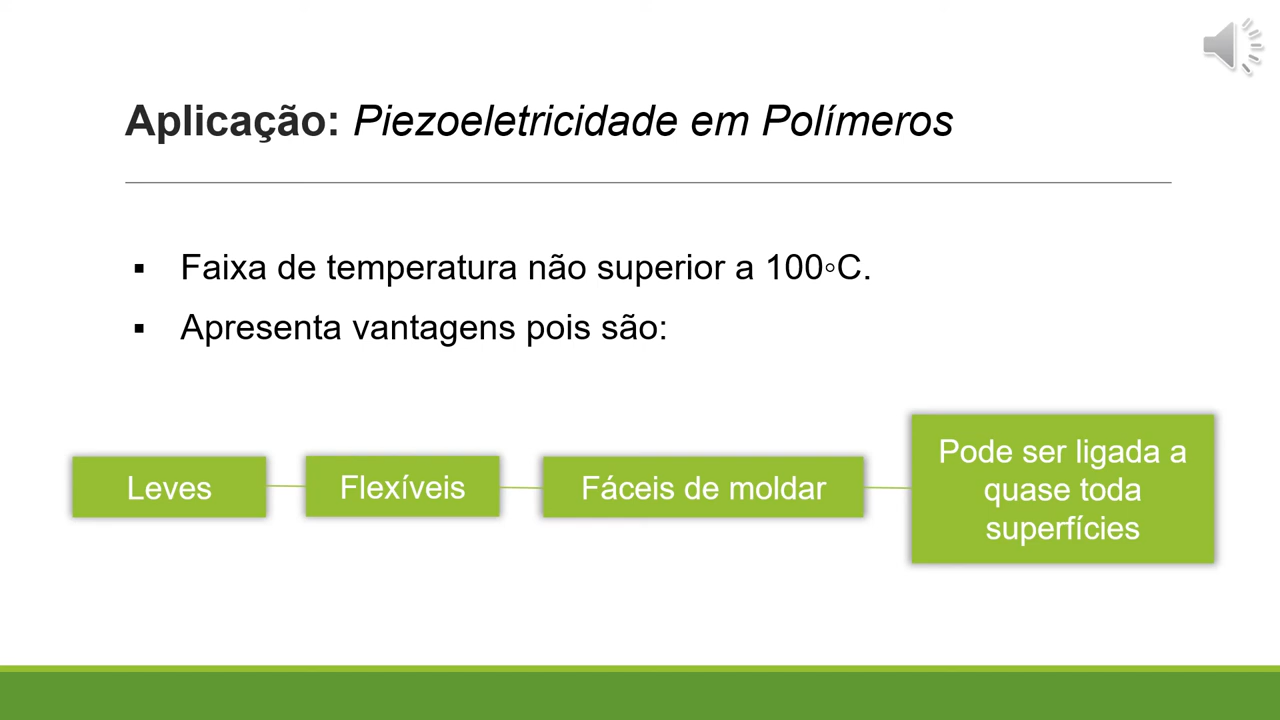 Aplicação: Piezoeletricidade em Polímeros
▪ Faixa de temperatura não superior a 100◦C.
▪ Apresenta vantagens pois são:
Leves
Flexíveis
Fáceis de moldar
Pode ser ligada a
quase toda
superfícies